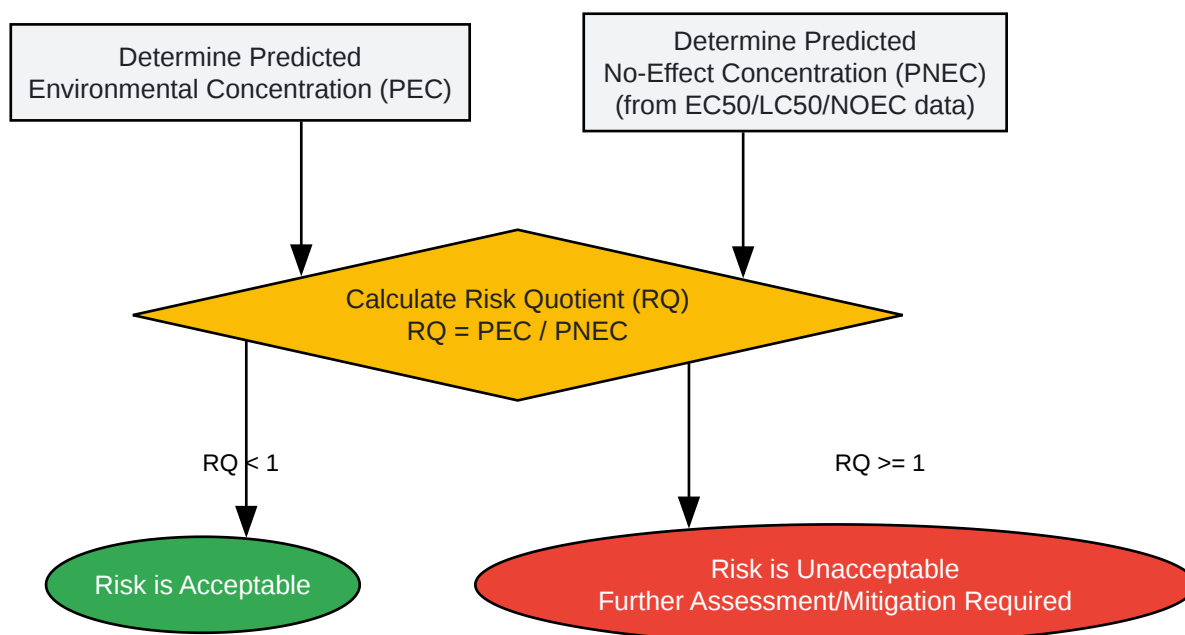 Determine Predicted
Environmental Concentration (PEC)
Determine Predicted
No-Effect Concentration (PNEC)
(from EC50/LC50/NOEC data)
Calculate Risk Quotient (RQ)
RQ = PEC / PNEC
RQ < 1
RQ >= 1
Risk is Acceptable
Risk is Unacceptable
Further Assessment/Mitigation Required